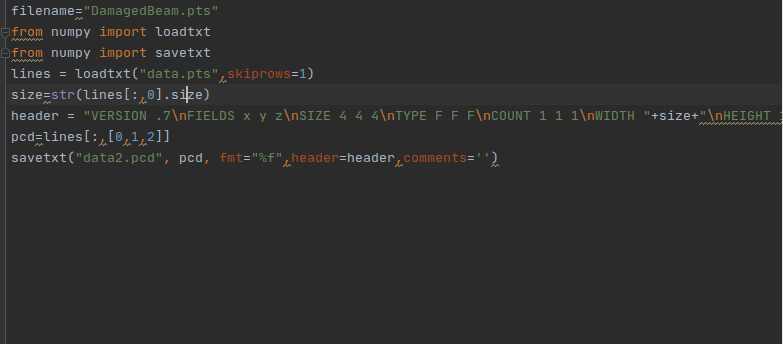 filename="DamagedBeam.pts"
from numpy import loadtxt
from numpy import savetxt
lines = loadtxt("data.pts",skiprows=1)
size=str(lines[:,0].size)
header = "VERSION .7\nFIELDS x y z\nSIZE 4 4 4\nTYPE F F F\nCOUNT 1 1 1\nWIDTH "+size+"\nHEIGHT
pcd=lines[:,[0,1,2]]
savetxt("data2.pcd", pcd, fmt="%f",header=header,comments='')